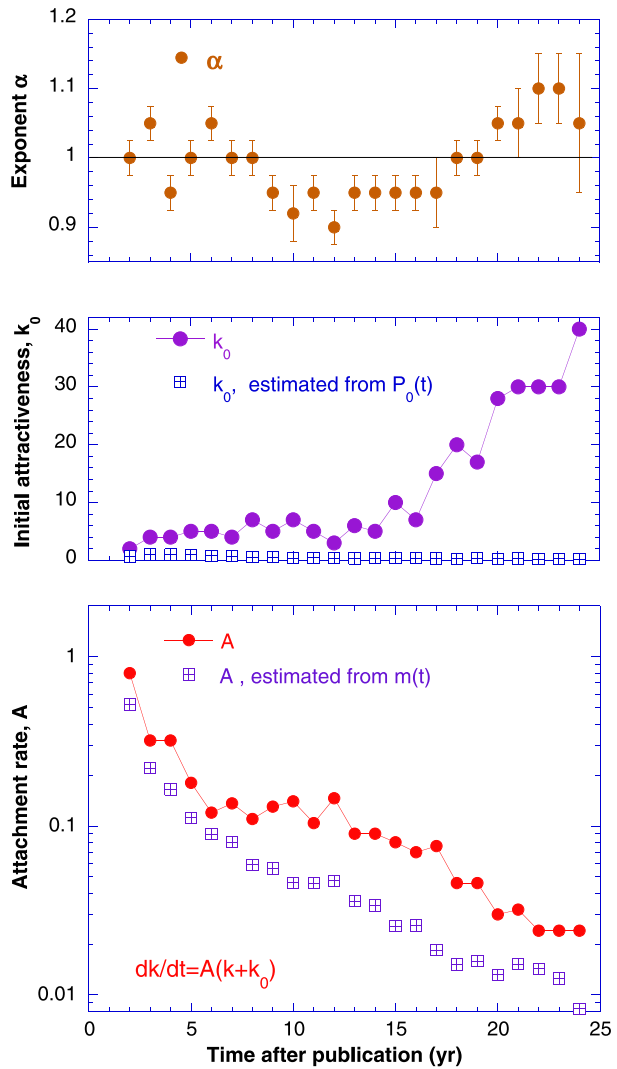 1.2
α
1.1
1
0.9
Exponent α
40
k0
k0, estimated from P0(t)
30
20
10
0
Initial attractiveness, k0
A
1
A , estimated from m(t)
0.1
dk/dt=A(k+k0)
0.01
Attachment rate, A
0 5 10 15 20 25
Time after publication (yr)